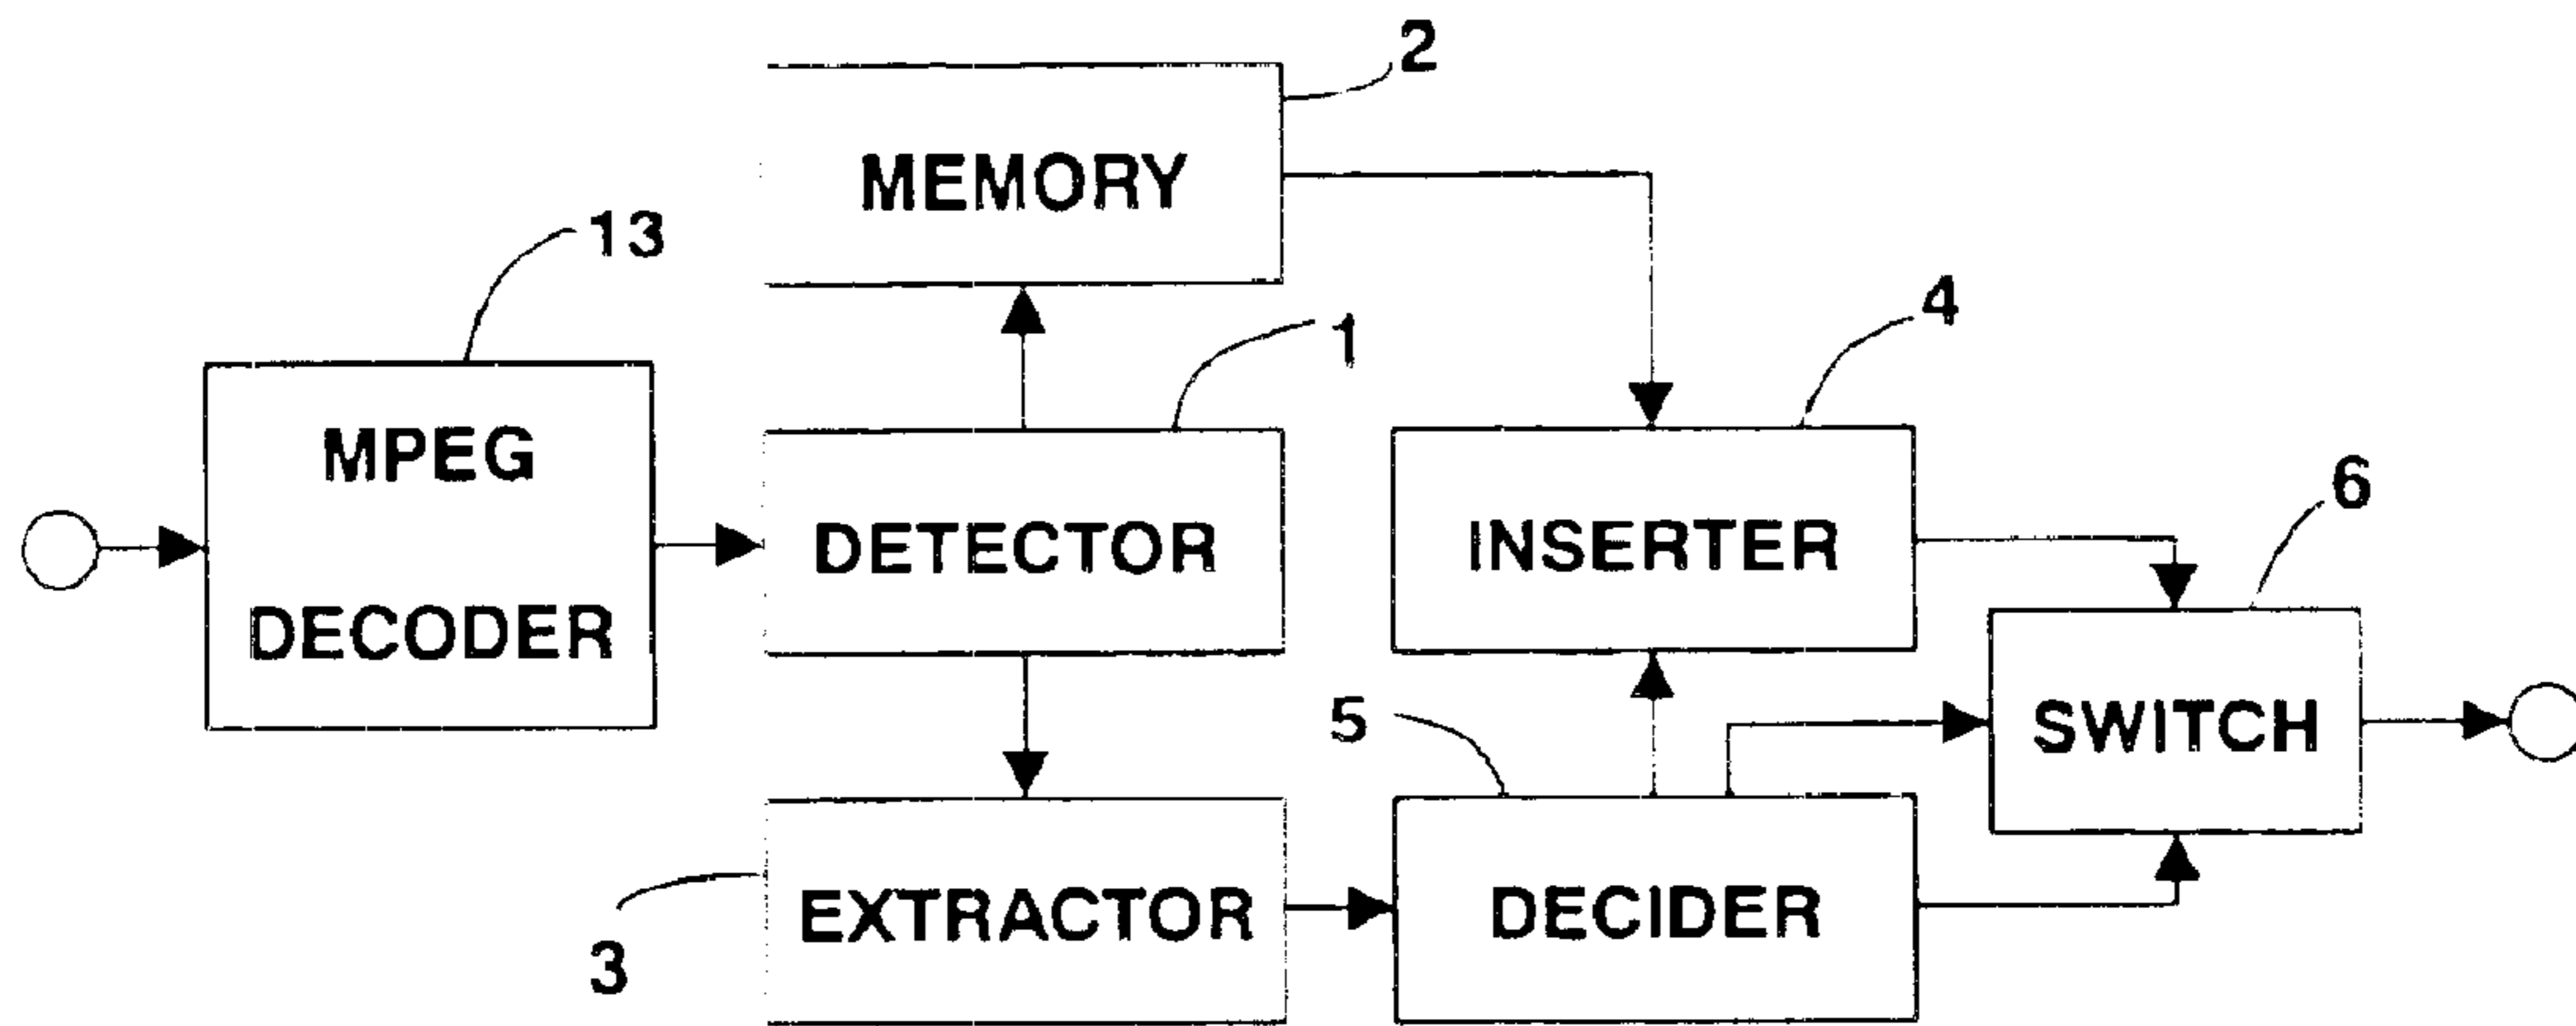 2
MEMORY
13
1
4
MPEG
DECODER
DETECTOR
INSERTER
6
SWITCH
5
EXTRACTOR
3
DECIDER